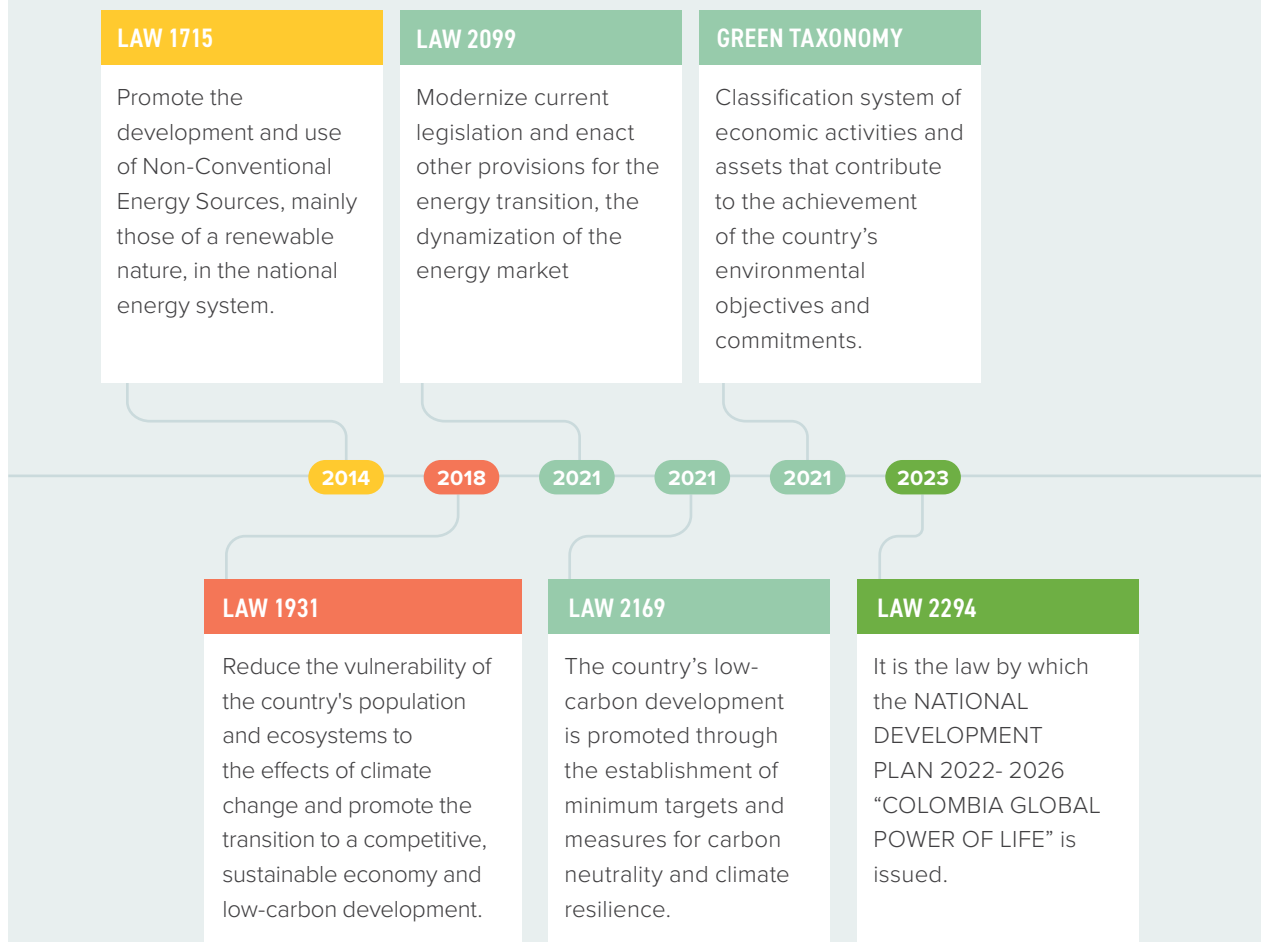 LAW 1715
Promote the
development and use
of Non-Conventional
Energy Sources, mainly
those of a renewable
nature, in the national
energy system.
LAW 2099
Modernize current
legislation and enact
other provisions for the
energy transition, the
dynamization of the
energy market
GREEN TAXONOMY
Classification system of
economic activities and
assets that contribute
to the achievement
of the country’s
environmental
objectives and
commitments.
2014
2018
2021
2021
2021
2023
LAW 1931
Reduce the vulnerability of
the country's population
and ecosystems to
the effects of climate
change and promote the
transition to a competitive,
sustainable economy and
low-carbon development.
LAW 2169
The country’s low-
carbon development
is promoted through
the establishment of
minimum targets and
measures for carbon
neutrality and climate
resilience.
LAW 2294
It is the law by which
the NATIONAL
DEVELOPMENT
PLAN 2022- 2026
“COLOMBIA GLOBAL
POWER OF LIFE” is
issued.